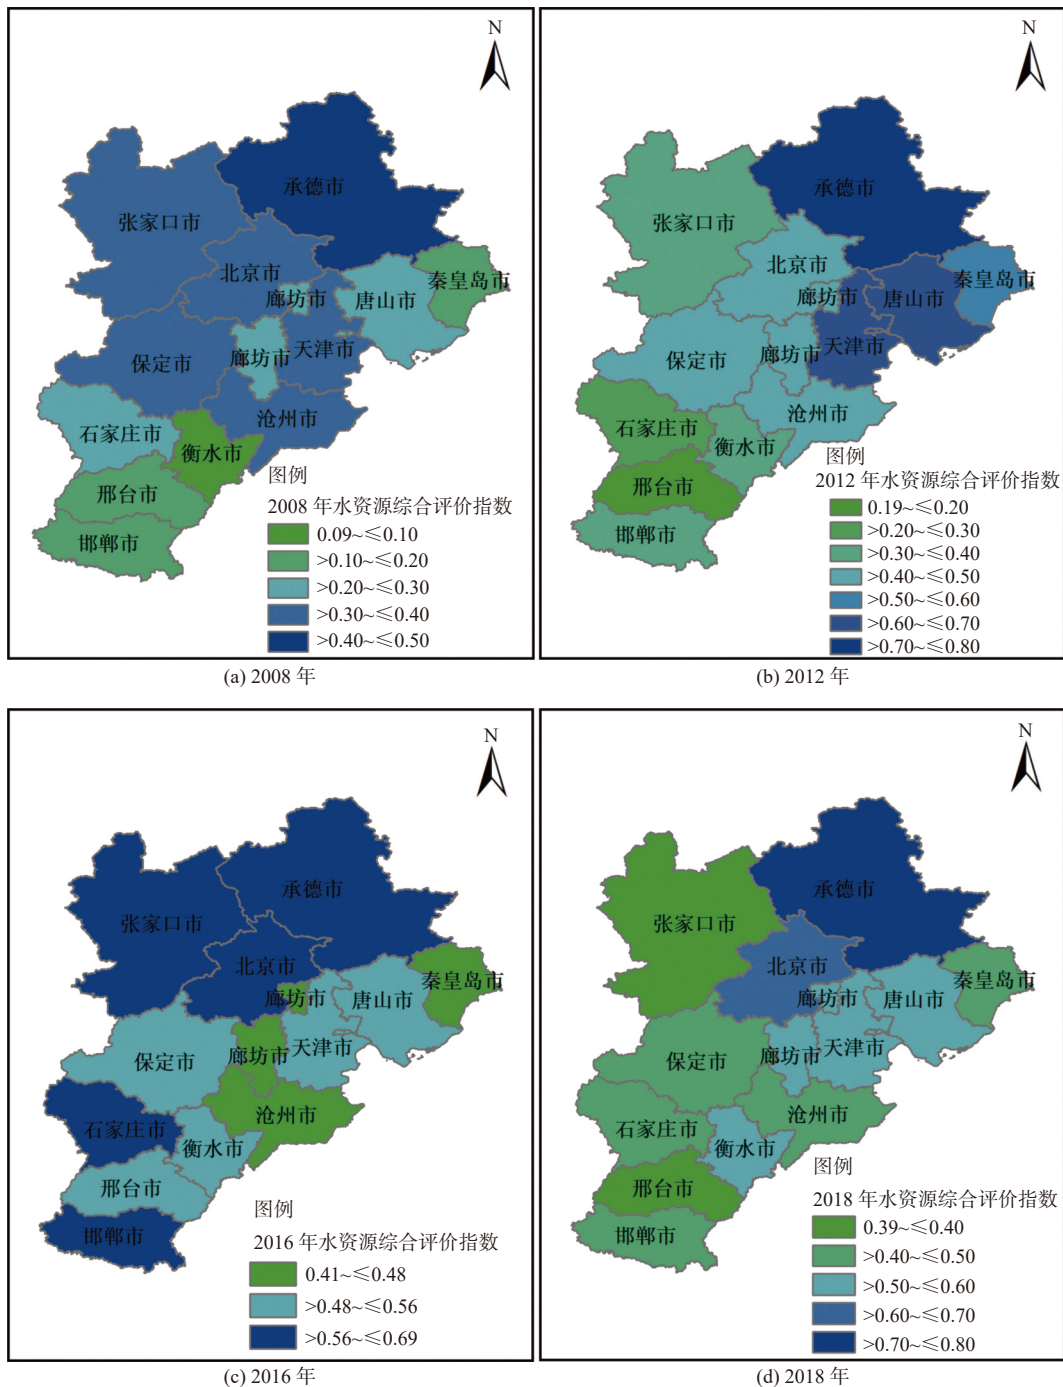 N
承德市
张家口市
北京市
秦皇岛市
廊坊市
唐山市
天津市
保定市
廊坊市
沧州市
石家庄市
衡水市
邢台市
邯郸市
图例
2008 年水资源综合评价指数
0.09~≤0.10
>0.10~≤0.20
>0.20~≤0.30
>0.30~≤0.40
>0.40~≤0.50
(a) 2008 年
N
承德市
张家口市
北京市
秦皇岛市
廊坊市
唐山市
天津市
保定市
廊坊市
沧州市
石家庄市
衡水市
邢台市
邯郸市
图例
2012 年水资源综合评价指数
0.19~≤0.20
>0.20~≤0.30
>0.30~≤0.40
>0.40~≤0.50
>0.50~≤0.60
>0.60~≤0.70
>0.70~≤0.80
(b) 2012 年
N
承德市
张家口市
北京市
秦皇岛市
廊坊市
唐山市
天津市
保定市
廊坊市
沧州市
石家庄市
衡水市
邢台市
邯郸市
图例
2016 年水资源综合评价指数
0.41~≤0.48
>0.48~≤0.56
>0.56~≤0.69
(c) 2016 年
N
承德市
张家口市
北京市
秦皇岛市
廊坊市
唐山市
天津市
保定市
廊坊市
沧州市
石家庄市
衡水市
邢台市
邯郸市
图例
2018 年水资源综合评价指数
0.39~≤0.40
>0.40~≤0.50
>0.50~≤0.60
>0.60~≤0.70
>0.70~≤0.80
(d) 2018 年